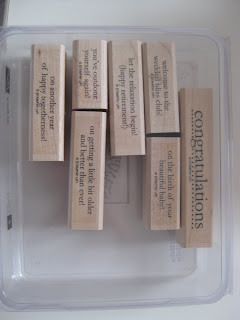 on another year
of happy togetherness!
you've outdone
yourself again!
let the relaxation begin!
(happy retirement!)
welcome to the
wedded bliss club!
on getting a little bit older
and better than ever!
on the birth of your
beautiful baby!
congratulations